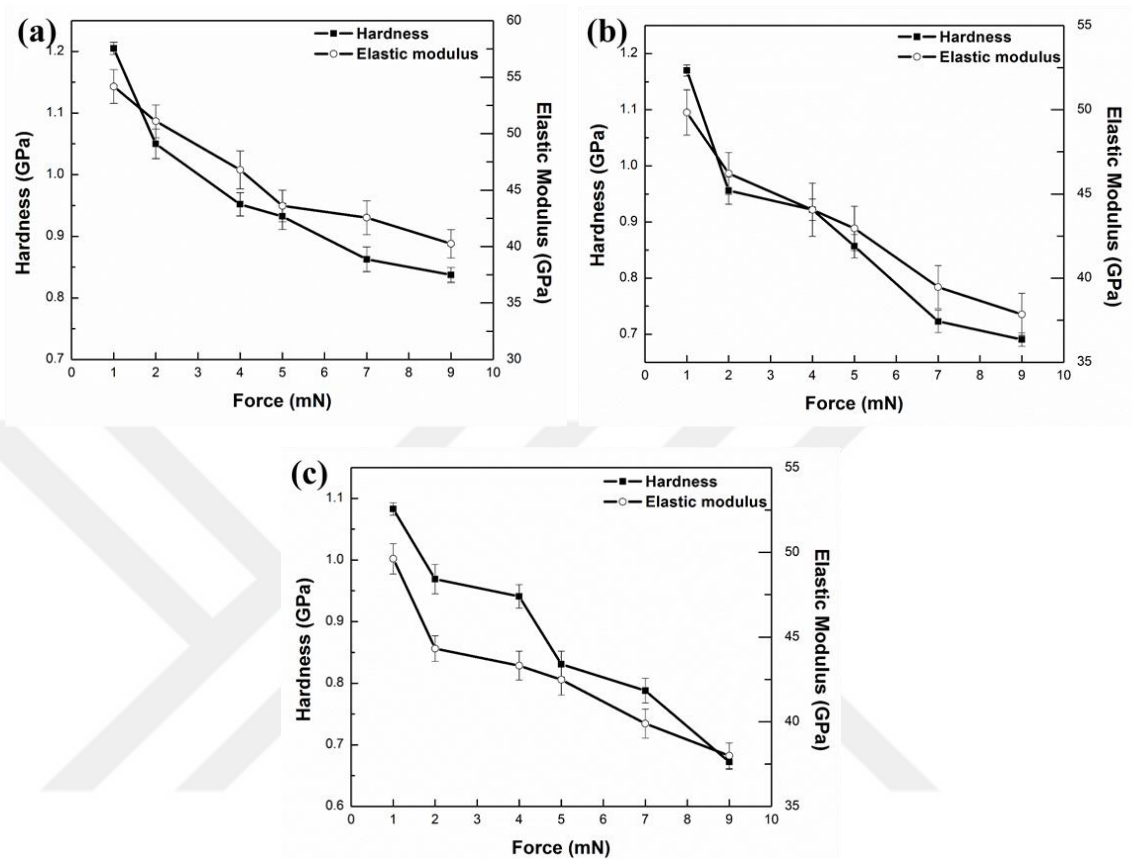 (a)
Hardness
Elastic modulus
Hardness (GPa)
1.2
1.1
1.0
0.9
0.8
0.7
60
55
50
45
40
35
30
Elastic Modulus (GPa)
0 1 2 3 4 5 6 7 8 9 10
Force (mN)
(b)
Hardness
Elastic modulus
Hardness (GPa)
1.2
1.1
1.0
0.9
0.8
0.7
55
50
45
40
35
Elastic Modulus (GPa)
0 1 2 3 4 5 6 7 8 9 10
Force (mN)
(c)
Hardness
Elastic modulus
Hardness (GPa)
1.1
1.0
0.9
0.8
0.7
0.6
55
50
45
40
35
Elastic Modulus (GPa)
0 1 2 3 4 5 6 7 8 9 10
Force (mN)